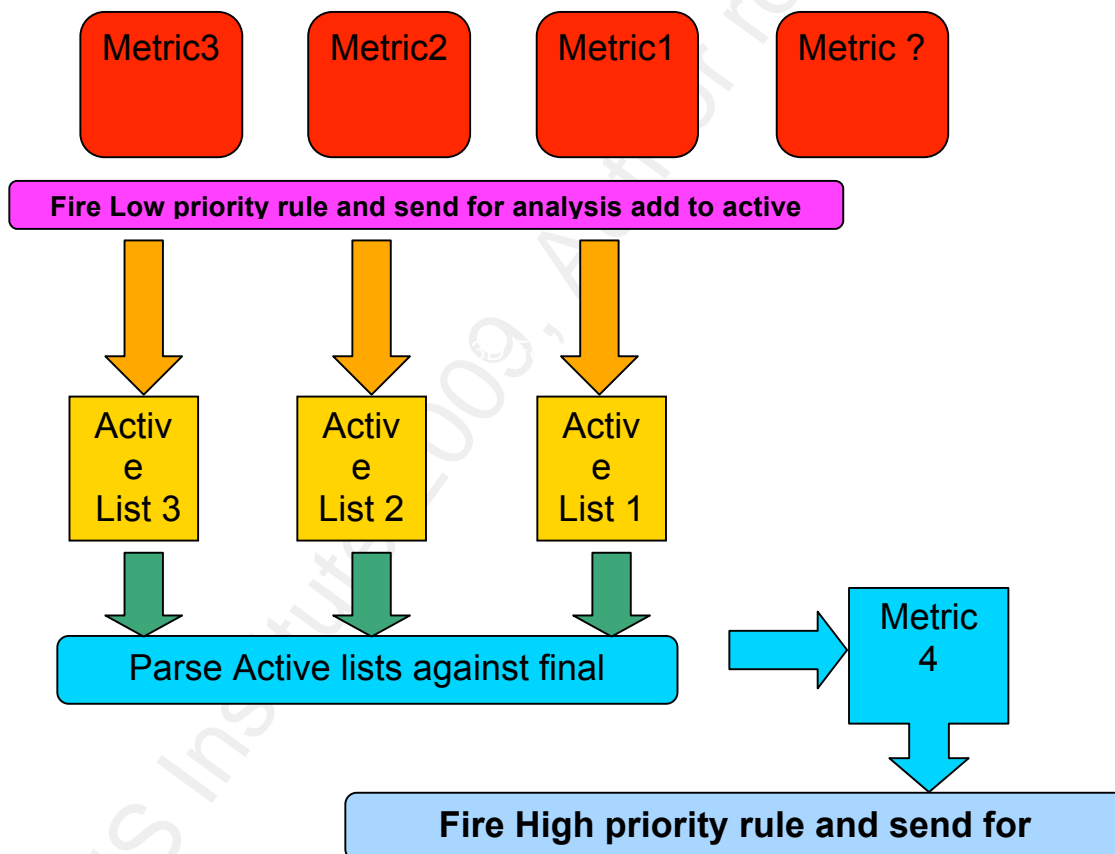 Metric3
Metric2
Metric1
Metric ?
Fire Low priority rule and send for analysis add to active
Activ
e
List 3
Activ
e
List 2
Activ
e
List 1
Parse Active lists against final
Metric
4
Fire High priority rule and send for
Institute 2009,